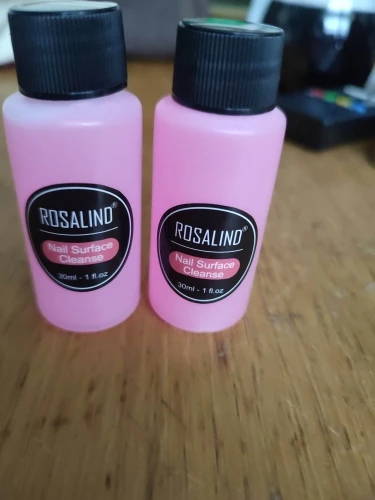 ROSALIND®
Nail Surface
Cleanse
30ml - 1 fl.oz
ROSALIND®
Nail Surface
Cleanse
30ml - 1 fl.oz